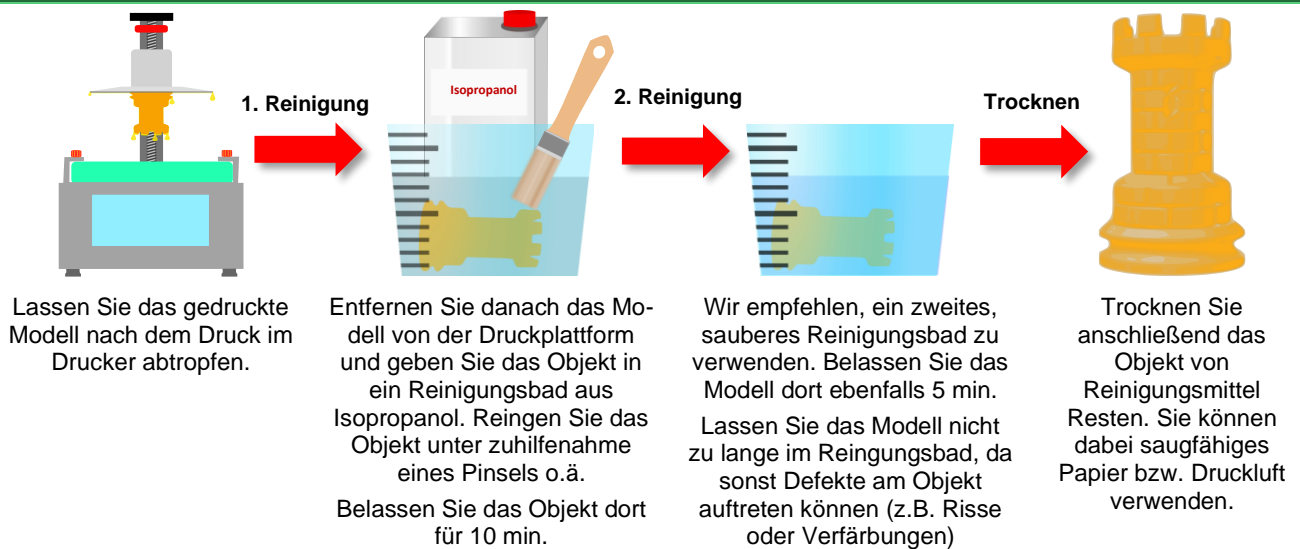 1. Reinigung
Isopropanol
2. Reinigung
Trocknen
Lassen Sie das gedruckte
Modell nach dem Druck im
Drucker abtropfen.
Entfernen Sie danach das Mo-
dell von der Druckplattform
und geben Sie das Objekt in
ein Reinigungsbad aus
Isopropanol. Reingen Sie das
Objekt unter zuhilfenahme
eines Pinsels o.ä.
Belassen Sie das Objekt dort
für 10 min.
Wir empfehlen, ein zweites,
sauberes Reinigungsbad zu
verwenden. Belassen Sie das
Modell dort ebenfalls 5 min.
Lassen Sie das Modell nicht
zu lange im Reingungsbad, da
sonst Defekte am Objekt
auftreten können (z.B. Risse
oder Verfärbungen)
Trocknen Sie
anschließend das
Objekt von
Reinigungsmittel
Resten. Sie können
dabei saugfähiges
Papier bzw. Druckluft
verwenden.